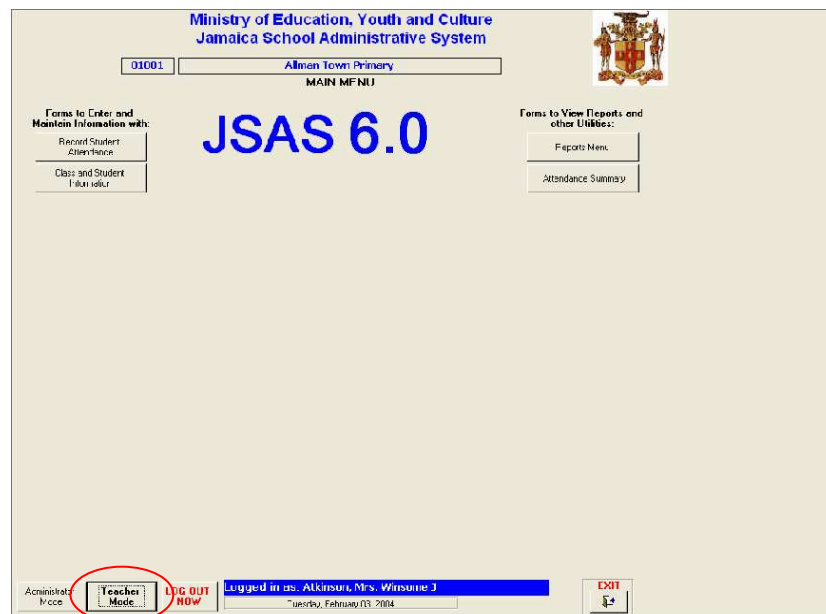 Ministry of Education, Youth and Culture
Jamaica School Administrative System
01001
Allman Town Primary
MAIN MENU
Forms to Enter and
Maintain Information with:
JSAS 6.0
Forms to View Reports and
other Utilities:
Record Student
Attendance
Reports Menu
Class and Student
Information
Attendance Summary
Administrator
Mode
Teacher
Mode
LOG OUT
NOW
Logged in as: Atkinson, Mrs. Winsome J
Tuesday, February 03, 2004
EXIT